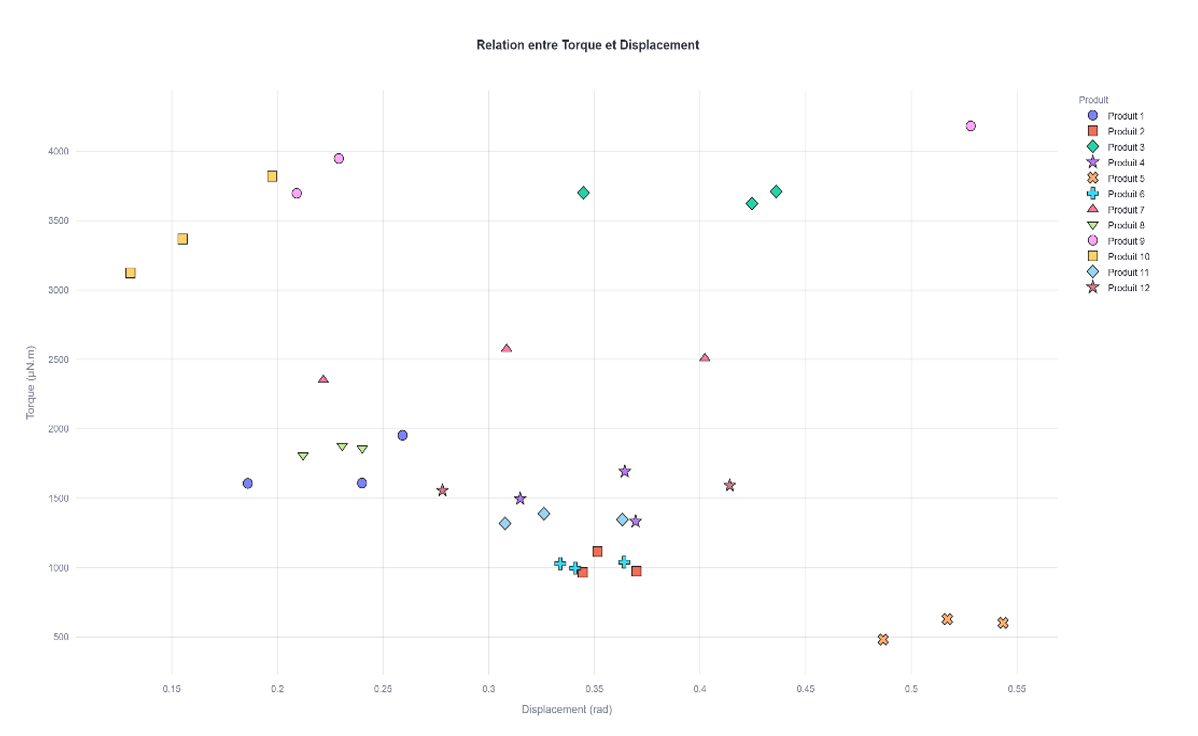 Relation entre Torque et Displacement
Produit
Produit 1
Produit 2
Produit 3
Produit 4
Produit 5
Produit 6
Produit 7
Produit 8
Produit 9
Produit 10
Produit 11
Produit 12
Torque (µN.m)
4000
3500
3000
2500
2000
1500
1000
500
0.15
0.2
0.25
0.3
0.35
0.4
0.45
0.5
0.55
Displacement (rad)